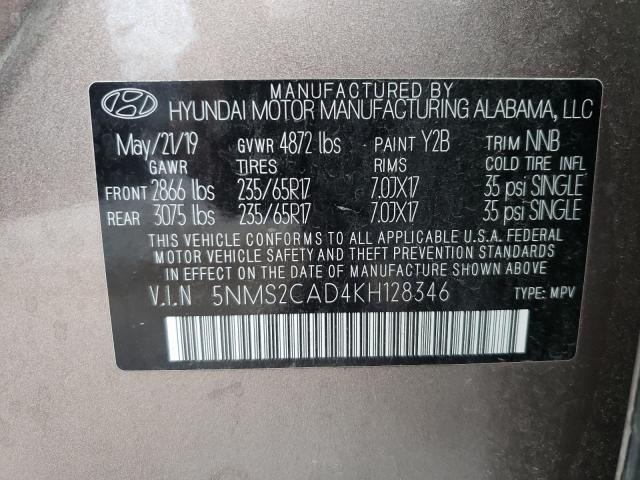 MANUFACTURED BY
HYUNDAI MOTOR MANUFACTURING ALABAMA, LLC
May/21/19 GVWR 4872 lbs PAINT Y2B TRIM NNB
GAWR TIRES RIMS COLD TIRE INFL
FRONT 2866 lbs 235/65R17 7.0JX17 35 psi SINGLE
REAR 3075 lbs 235/65R17 7.0JX17 35 psi SINGLE
THIS VEHICLE CONFORMS TO ALL APPLICABLE U.S.A. FEDERAL
MOTOR VEHICLE SAFETY AND THEFT PREVENTION STANDARDS
IN EFFECT ON THE DATE OF MANUFACTURE SHOWN ABOVE
V.I.N 5NMS2CAD4KH128346 TYPE: MPV